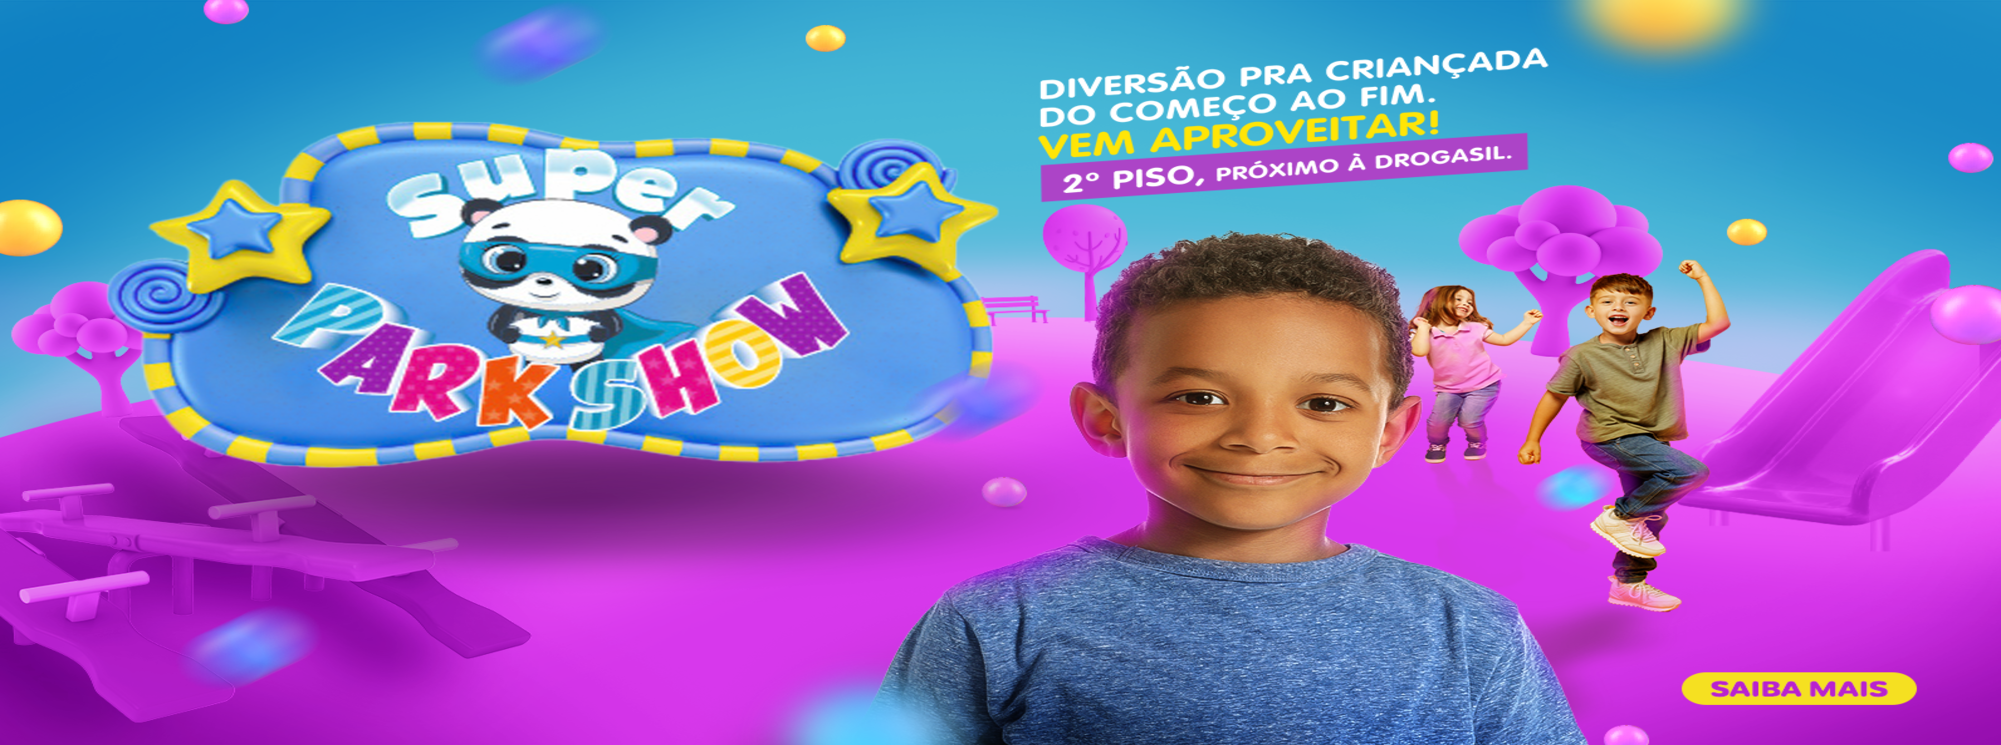 Super
PARK SHOW
DIVERSÃO PRA CRIANÇADA
DO COMEÇO AO FIM.
VEM APROVEITAR!
2º PISO, PRÓXIMO À DROGASIL.
SAIBA MAIS